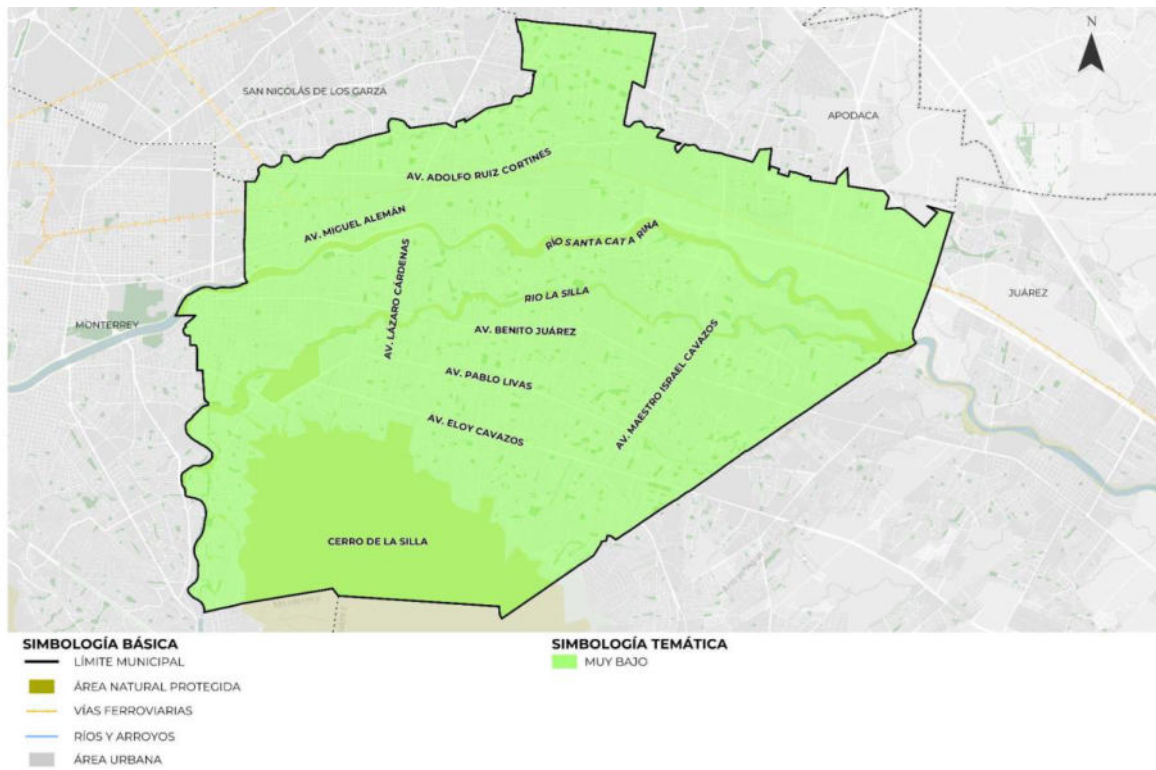 N
SAN NICOLÁS DE LOS GARZA
APODACA
AV. ADOLFO RUIZ CORTINES
AV. MIGUEL ALEMÁN
RÍO SANTA CATARINA
AV. LÁZARO CÁRDENAS
RIO LA SILLA
JUÁREZ
MONTERREY
AV. BENITO JUÁREZ
AV. MAESTRO ISRAEL CAVAZOS
AV. PABLO LIVAS
AV. ELOY CAVAZOS
CERRO DE LA SILLA
SIMBOLOGÍA BÁSICA
LÍMITE MUNICIPAL
ÁREA NATURAL PROTEGIDA
VÍAS FERROVIARIAS
RÍOS Y ARROYOS
ÁREA URBANA
SIMBOLOGÍA TEMÁTICA
MUY BAJO